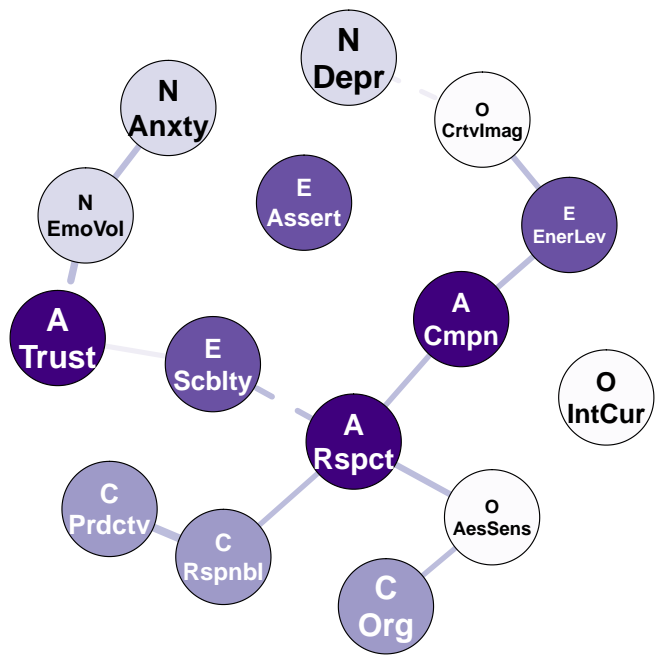 N
Depr
N
Anxty
O
CrtvImag
E
Assert
N
EmoVol
E
EnerLev
A
Cmpn
A
Trust
E
Scblty
O
IntCur
A
Rspct
C
Prdctv
O
AesSens
C
Rspnbl
C
Org